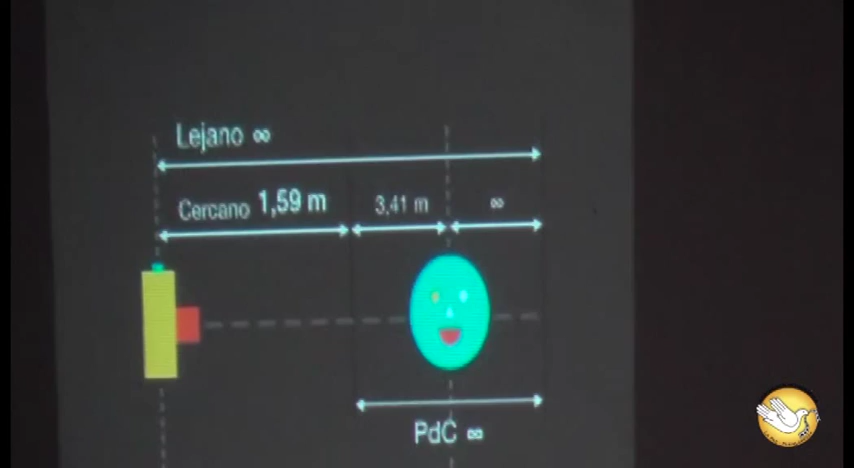 Lejano ∞
Cercano 1,59 m
3,41 m
∞
PdC ∞